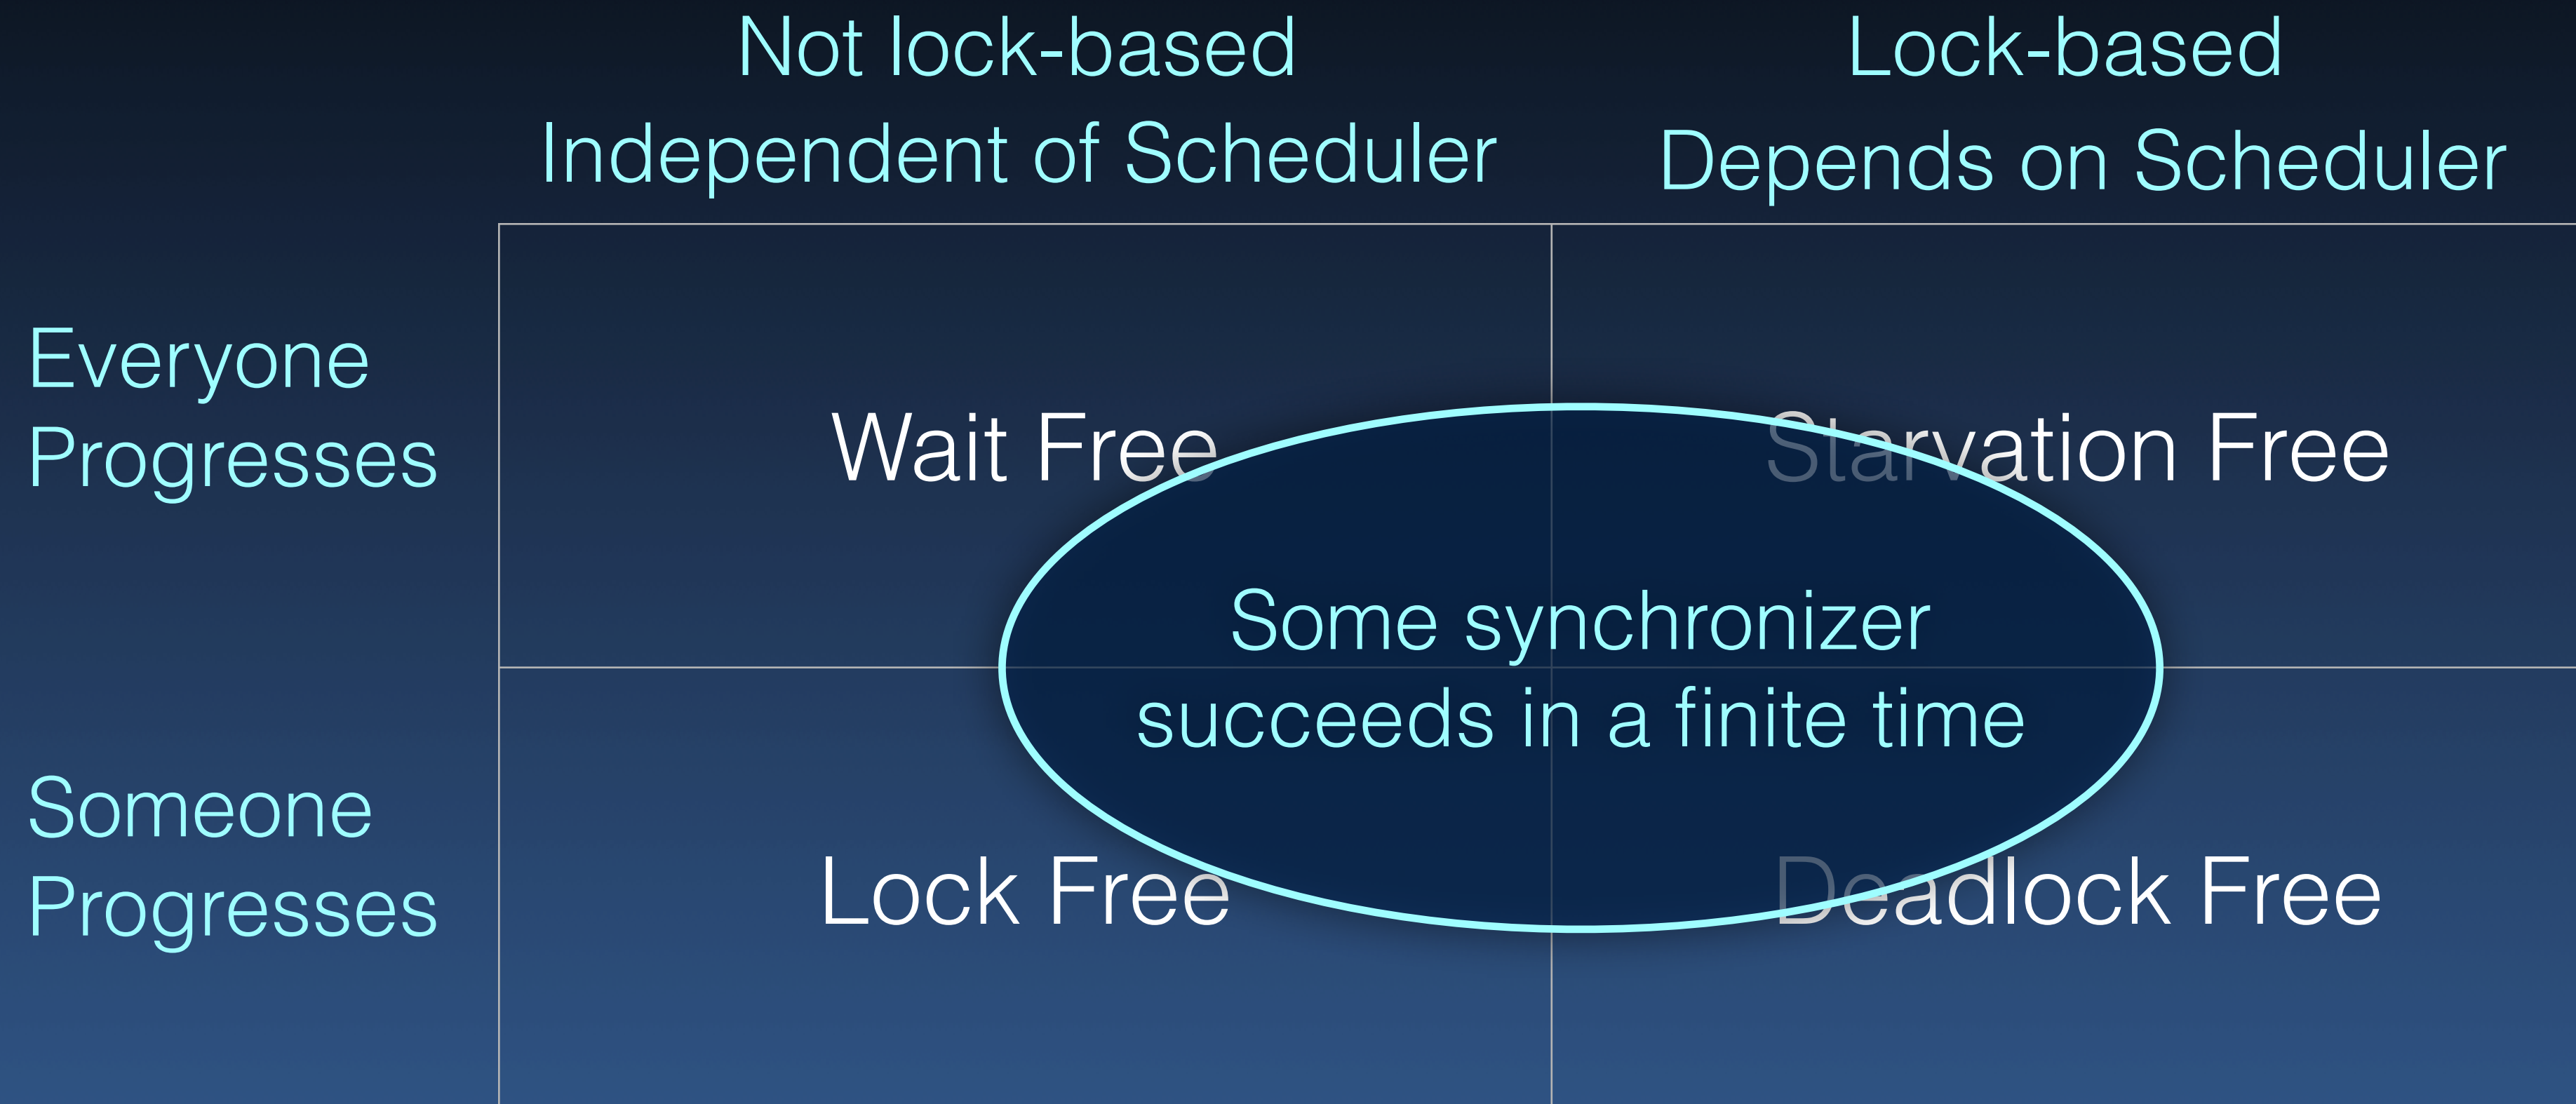 Not lock-based
Independent of Scheduler
Lock-based
Depends on Scheduler
Everyone
Progresses
Wait Free
Starvation Free
Some synchronizer
succeeds in a finite time
Someone
Progresses
Lock Free
Deadlock Free